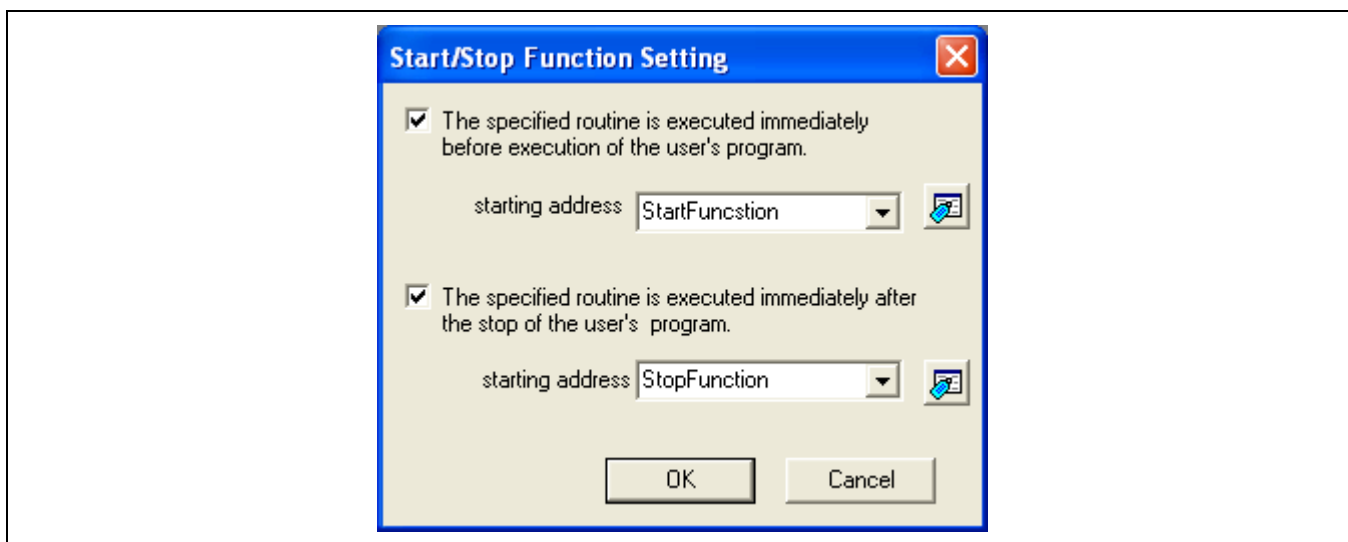 Start/Stop Function Setting
The specified routine is executed immediately
before execution of the user's program.
starting address StartFuncstion
The specified routine is executed immediately after
the stop of the user's  program.
starting address StopFunction
OK Cancel